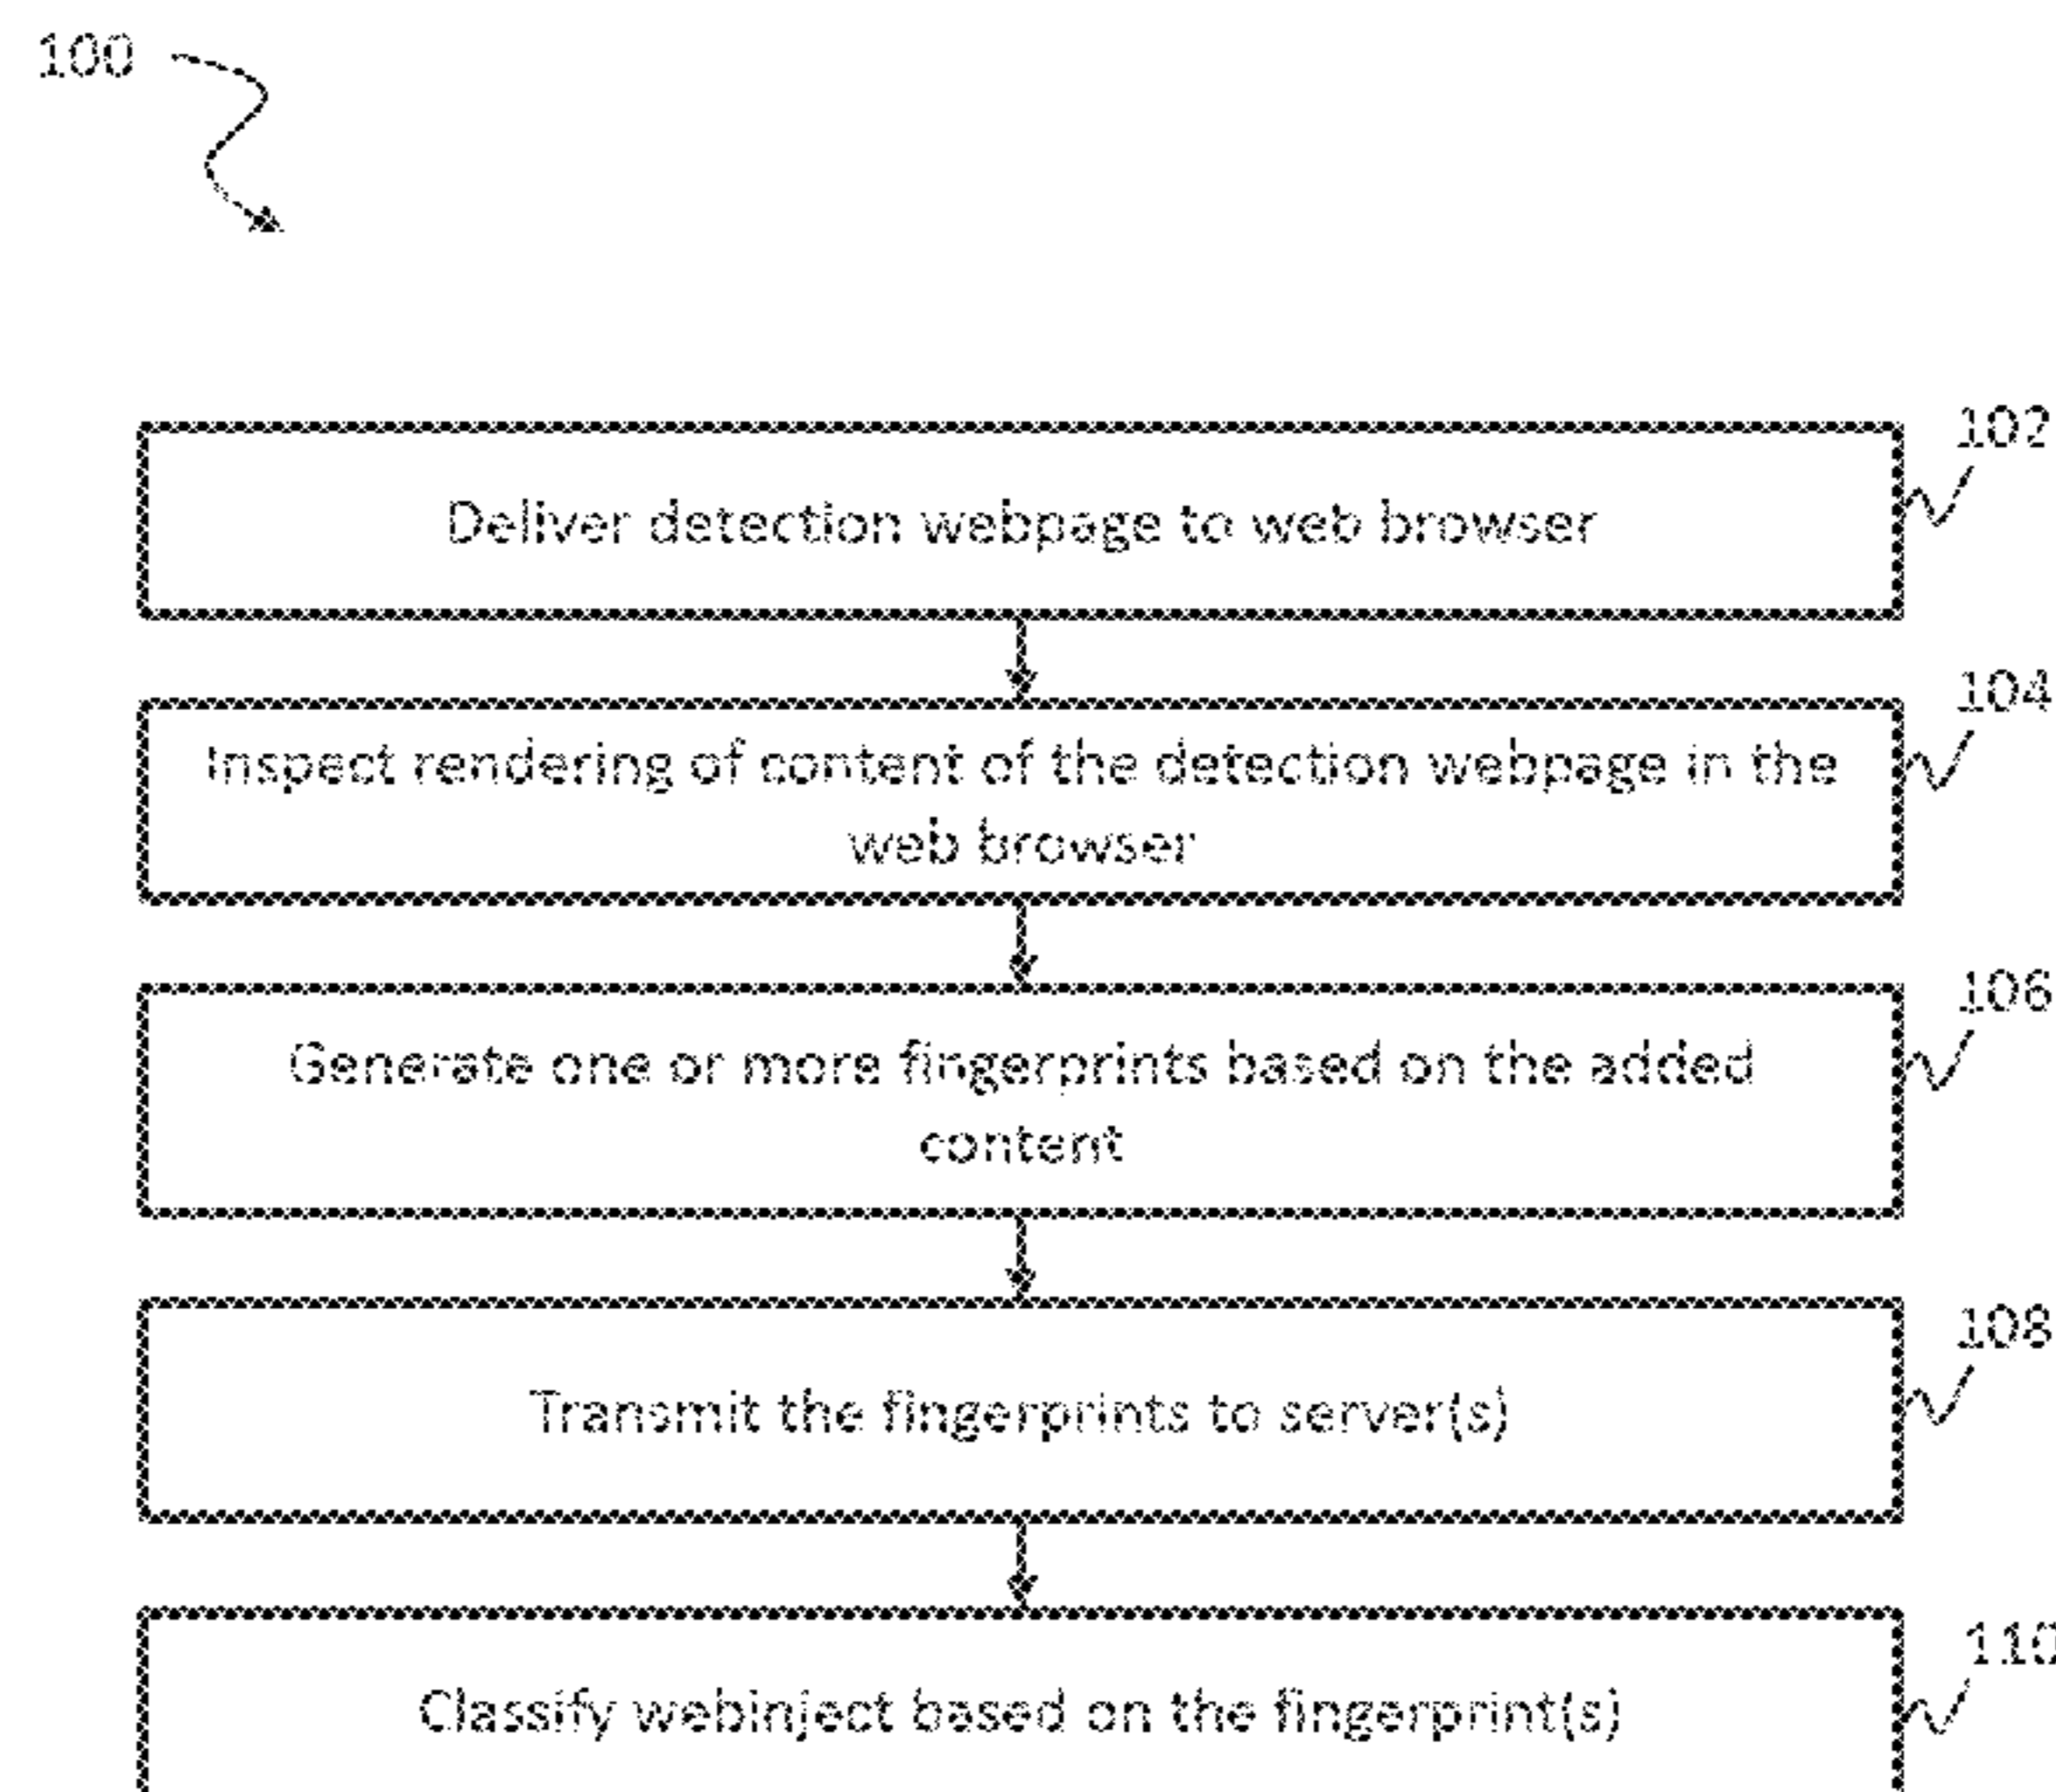 100
102
Deliver detection webpage to web browser
104
Inspect rendering of content of the detection webpage in the
web browser
106
Generate one or more fingerprints based on the added
content
108
Transmit the fingerprints to server(s)
110
Classify webinject based on the fingerprint(s)